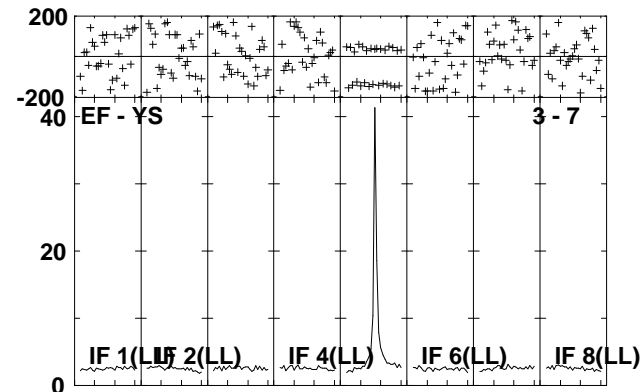 200
-200
EF - YS 3 - 7
40
20
IF 1(LL) IF 2(LL) IF 4(LL) IF 6(LL) IF 8(LL)
0